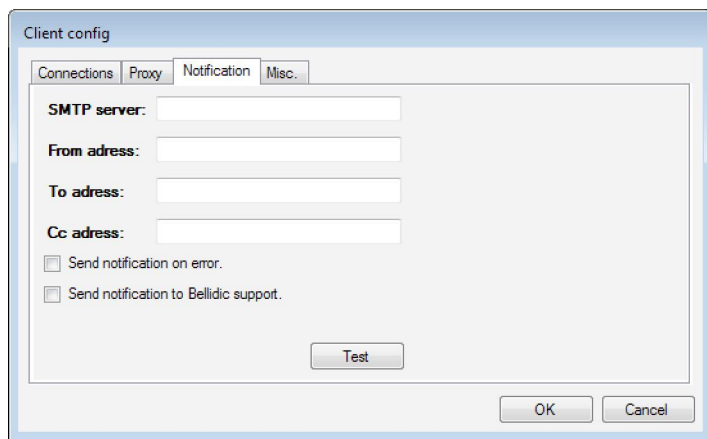 Client config
Connections Proxy Notification Misc.
SMTP server:
From adress:
To adress:
Cc adress:
Send notification on error.
Send notification to Bellidic support.
Test
OK Cancel